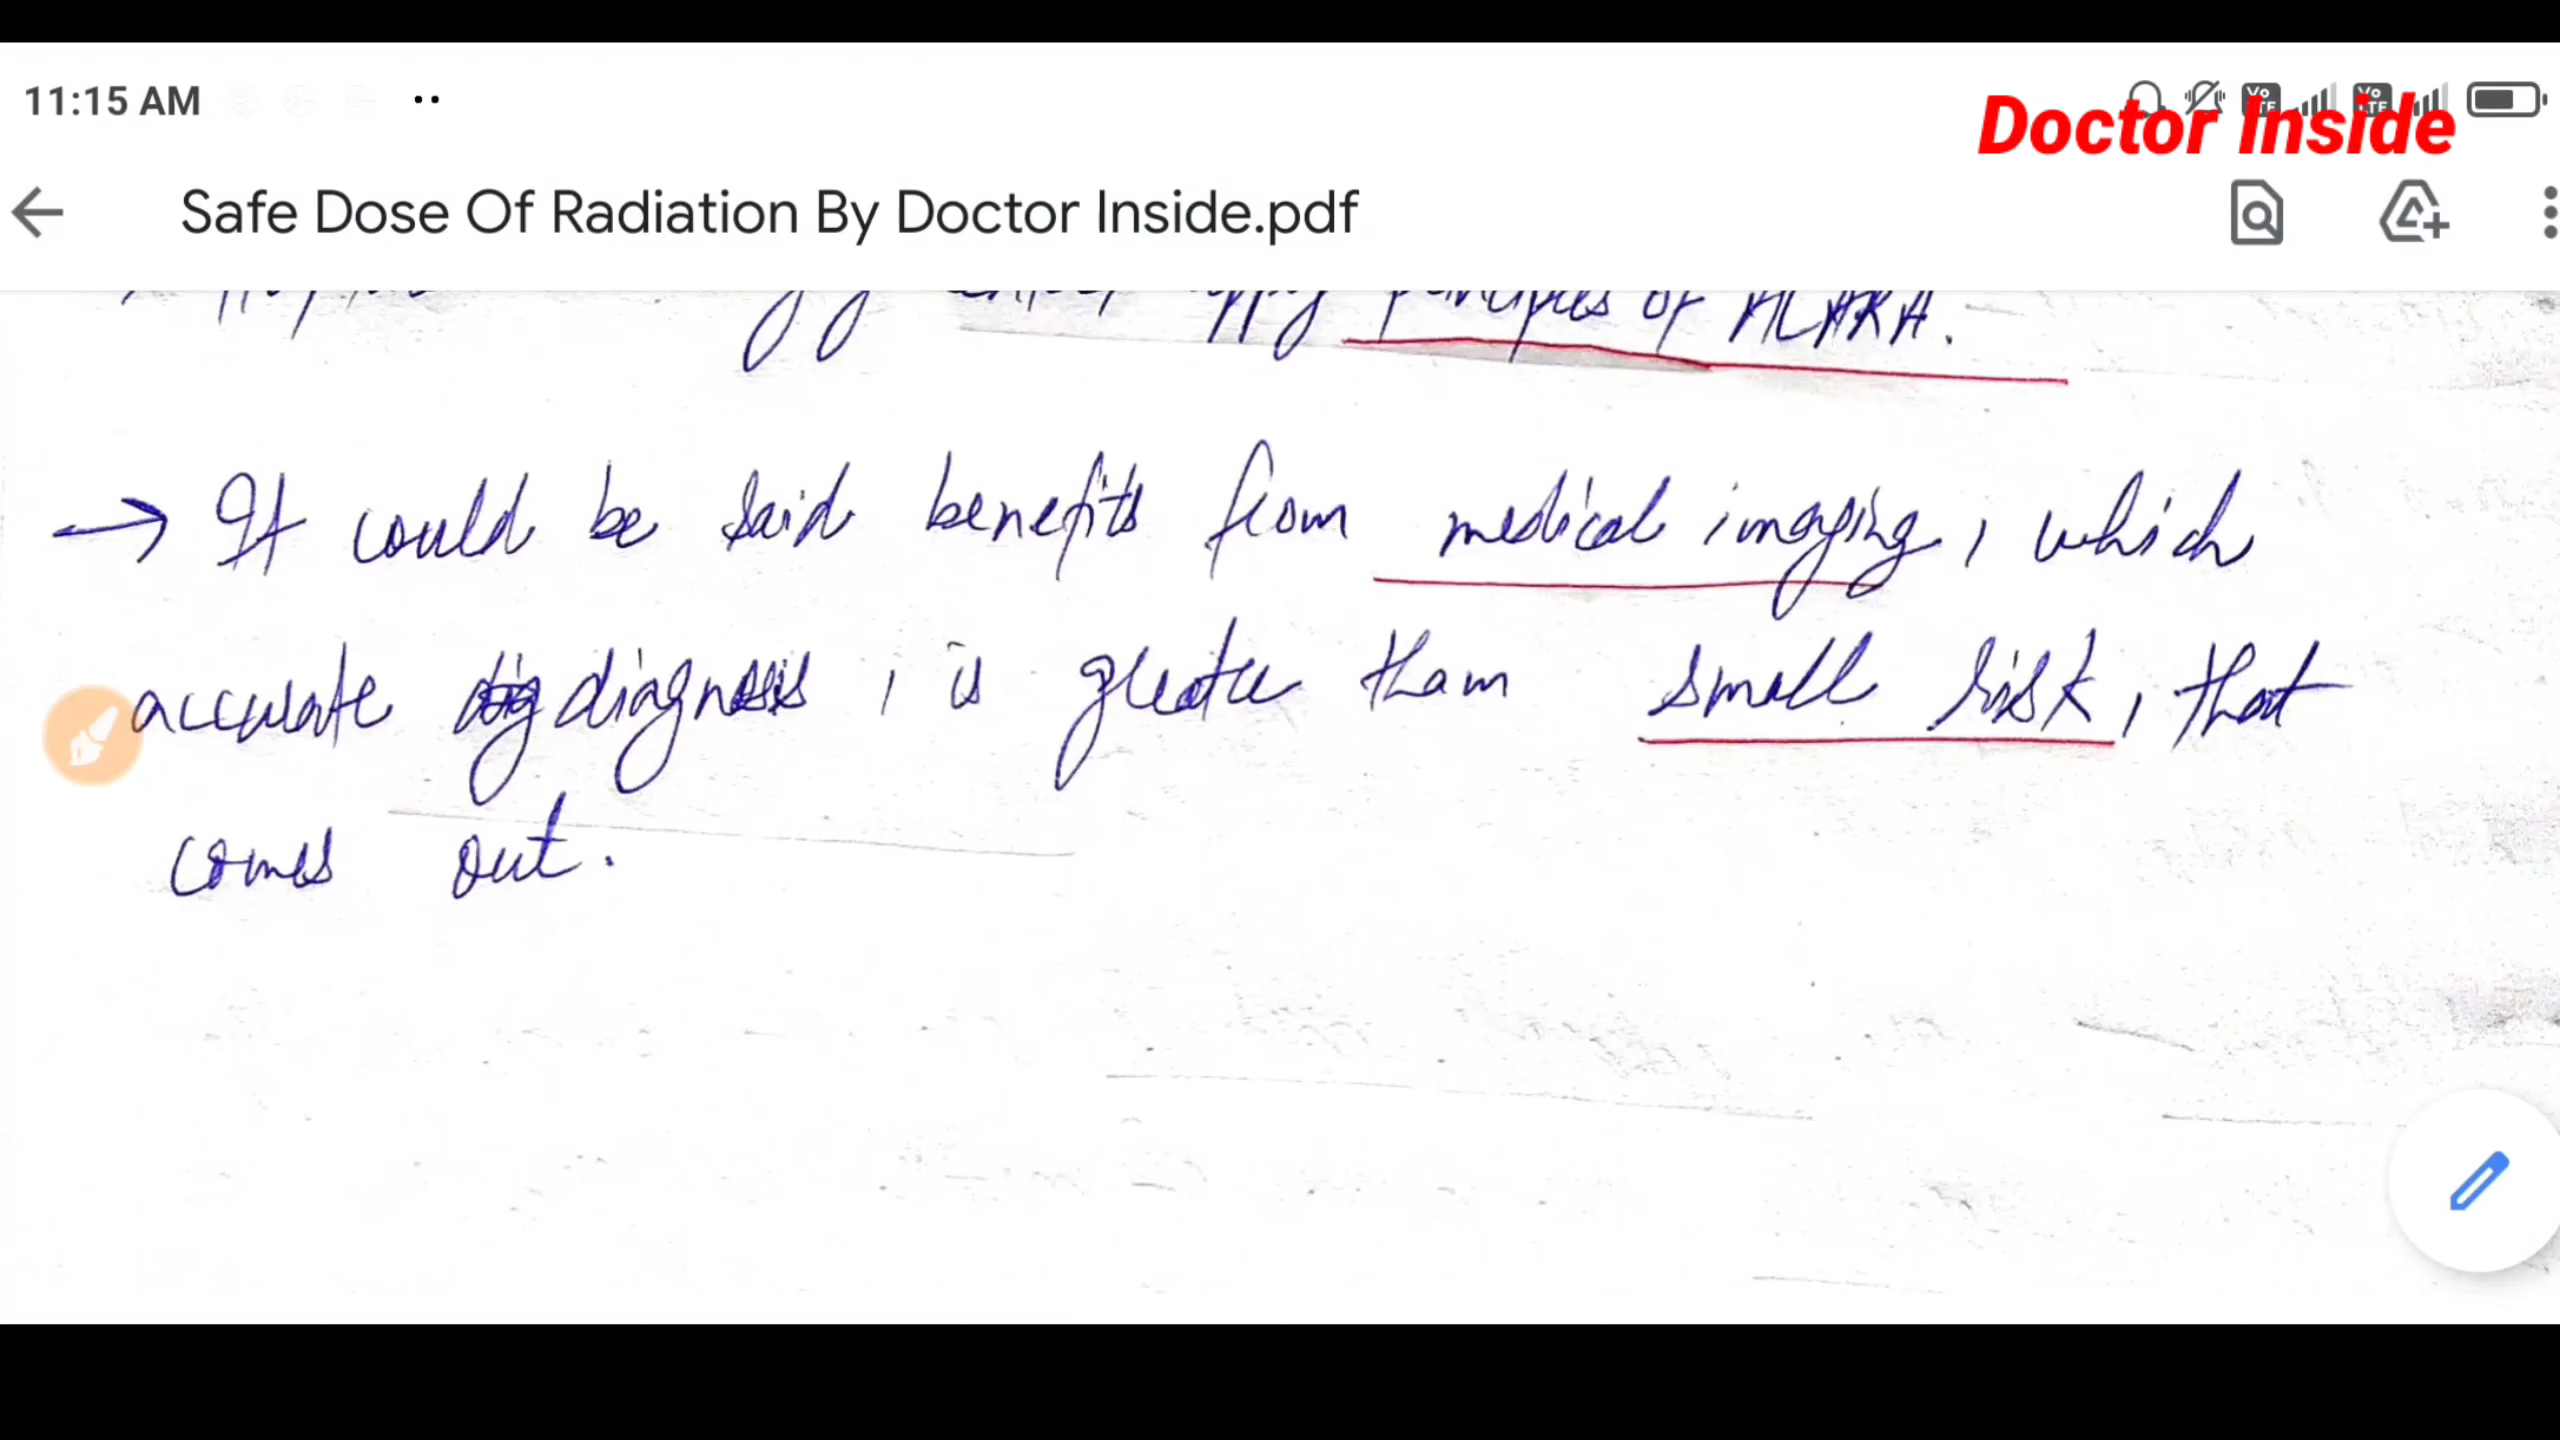 11:15 AM
Doctor Inside
Safe Dose Of Radiation By Doctor Inside.pdf
principles of ALARA.
→ It could be said benefits from medical imaging, which
accurate diagnosis, is greater than small risk, that
comes out.